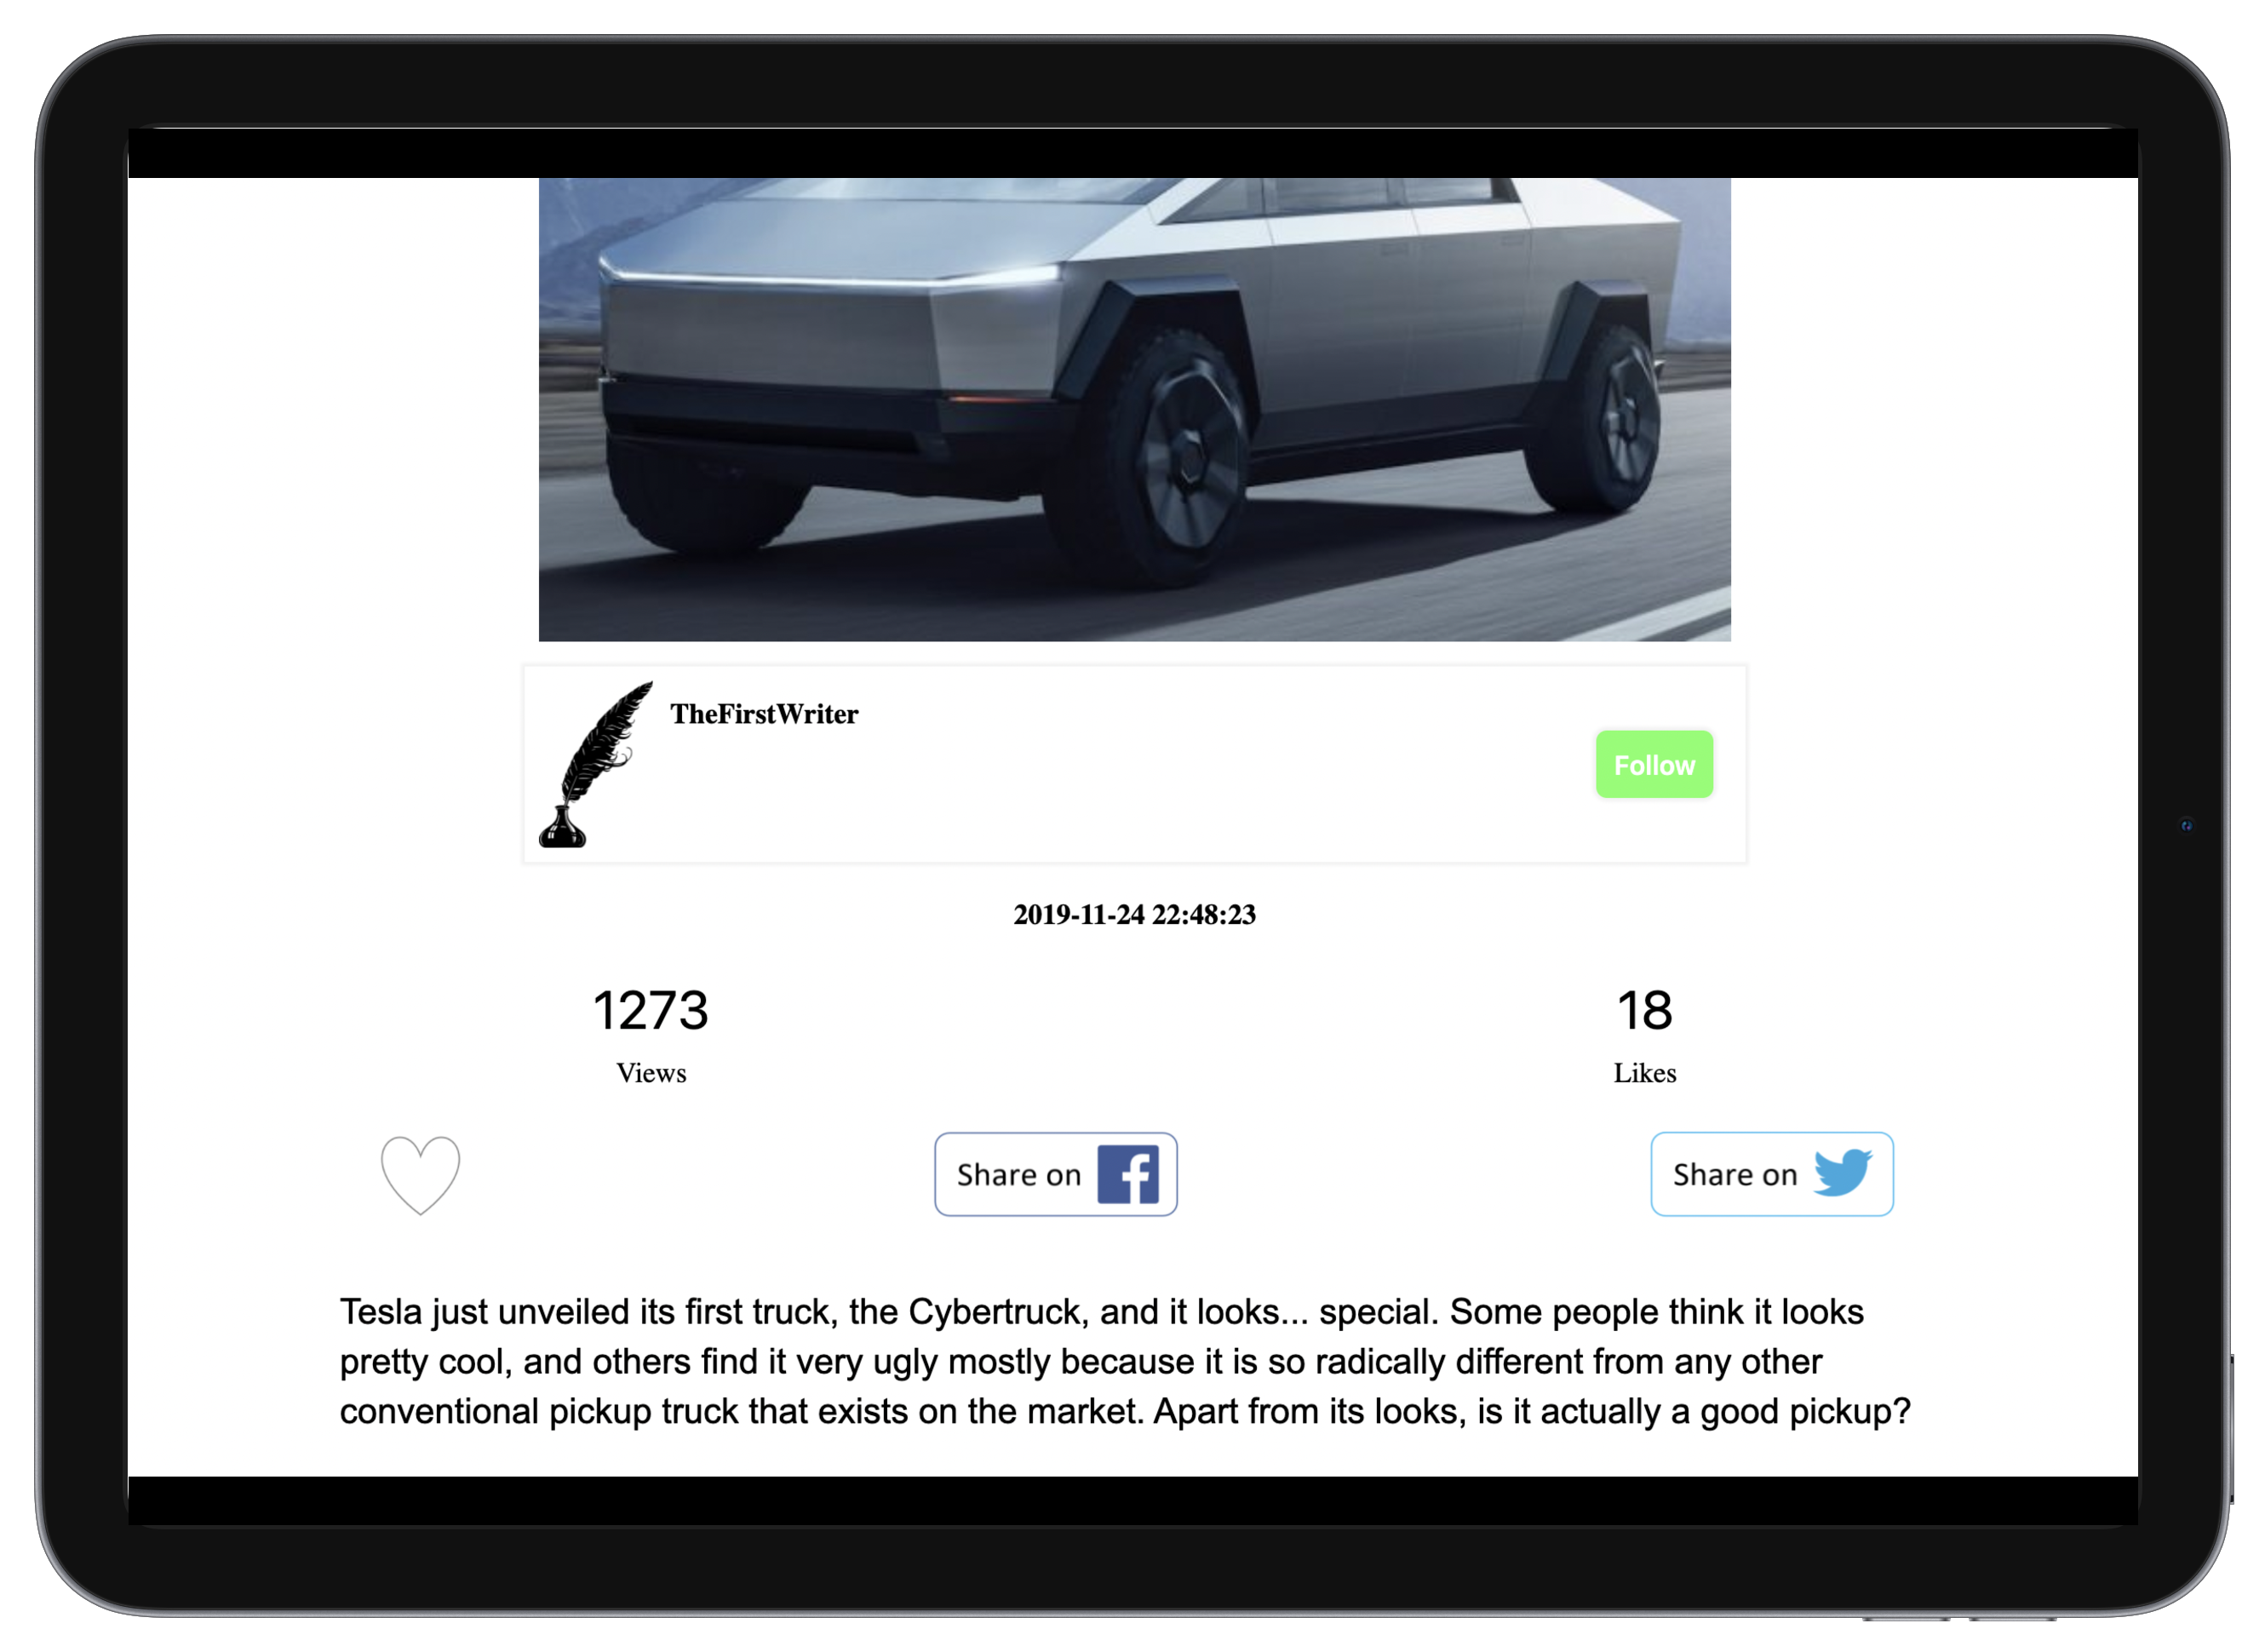 TheFirstWriter
Follow
2019-11-24 22:48:23
1273
18
Views
Likes
Share on
Share on
Tesla just unveiled its first truck, the Cybertruck, and it looks... special. Some people think it looks
pretty cool, and others find it very ugly mostly because it is so radically different from any other
conventional pickup truck that exists on the market. Apart from its looks, is it actually a good pickup?